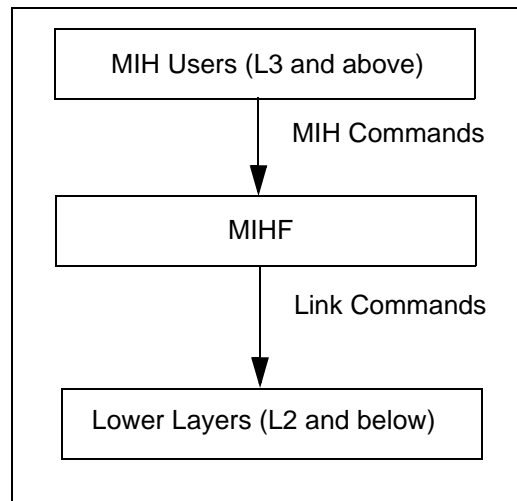 MIH Users (L3 and above)
MIH Commands
MIHF
Link Commands
Lower Layers (L2 and below)